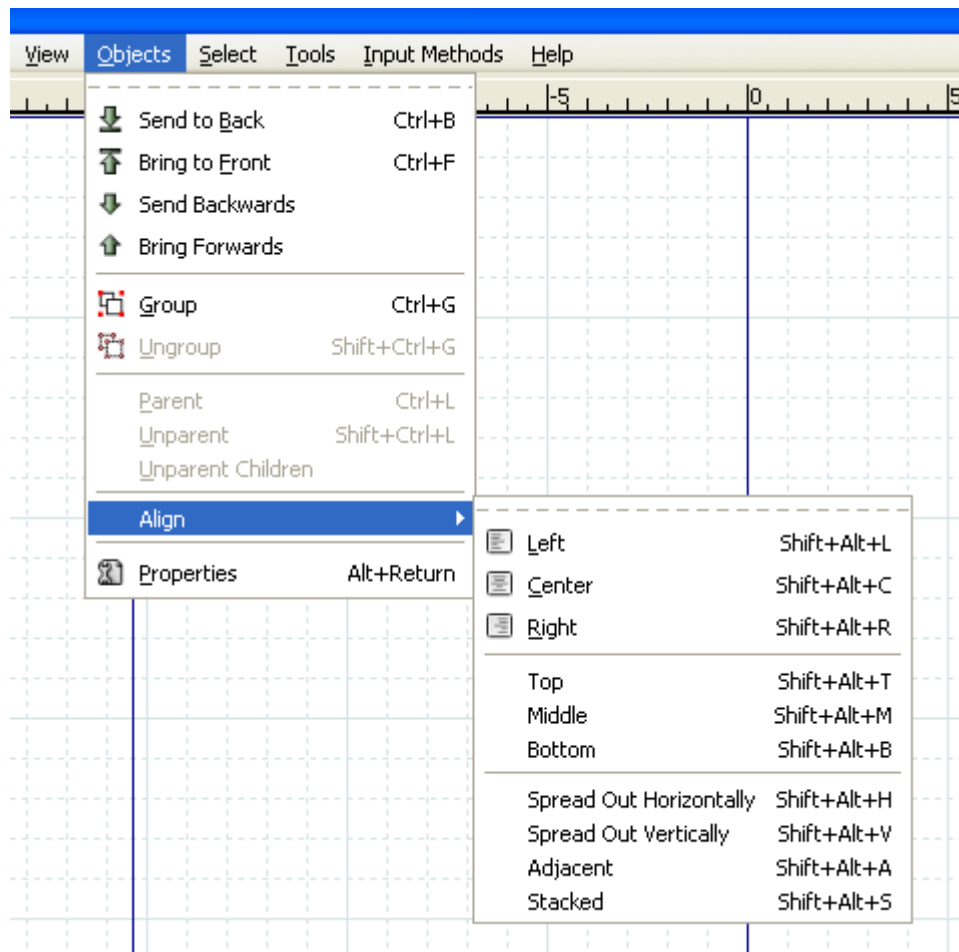 View Objects Select Tools Input Methods Help
-5 0 5
Send to Back Ctrl+B
Bring to Front Ctrl+F
Send Backwards
Bring Forwards
Group Ctrl+G
Ungroup Shift+Ctrl+G
Parent Ctrl+L
Unparent Shift+Ctrl+L
Unparent Children
Align
Properties Alt+Return
Left Shift+Alt+L
Center Shift+Alt+C
Right Shift+Alt+R
Top Shift+Alt+T
Middle Shift+Alt+M
Bottom Shift+Alt+B
Spread Out Horizontally Shift+Alt+H
Spread Out Vertically Shift+Alt+V
Adjacent Shift+Alt+A
Stacked Shift+Alt+S